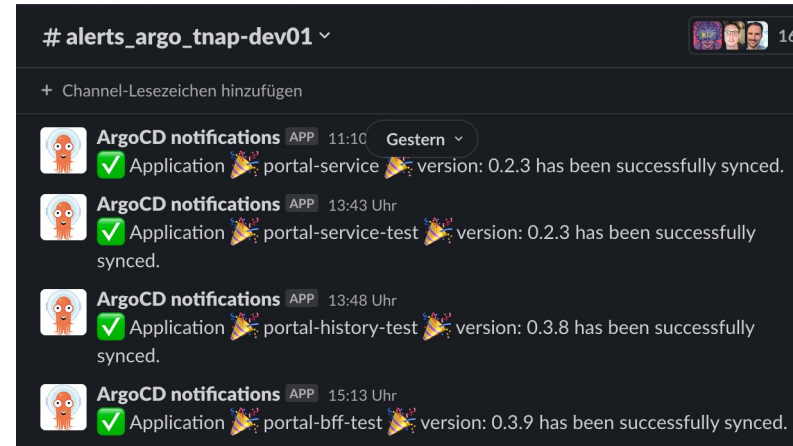 # alerts_argo_tnap-dev01
16
+ Channel-Lesezeichen hinzufügen
ArgoCD notifications APP 11:10 Gestern
✅ Application 🎉 portal-service 🎉 version: 0.2.3 has been successfully synced.
ArgoCD notifications APP 13:43 Uhr
✅ Application 🎉 portal-service-test 🎉 version: 0.2.3 has been successfully
synced.
ArgoCD notifications APP 13:48 Uhr
✅ Application 🎉 portal-history-test 🎉 version: 0.3.8 has been successfully
synced.
ArgoCD notifications APP 15:13 Uhr
✅ Application 🎉 portal-bff-test 🎉 version: 0.3.9 has been successfully synced.